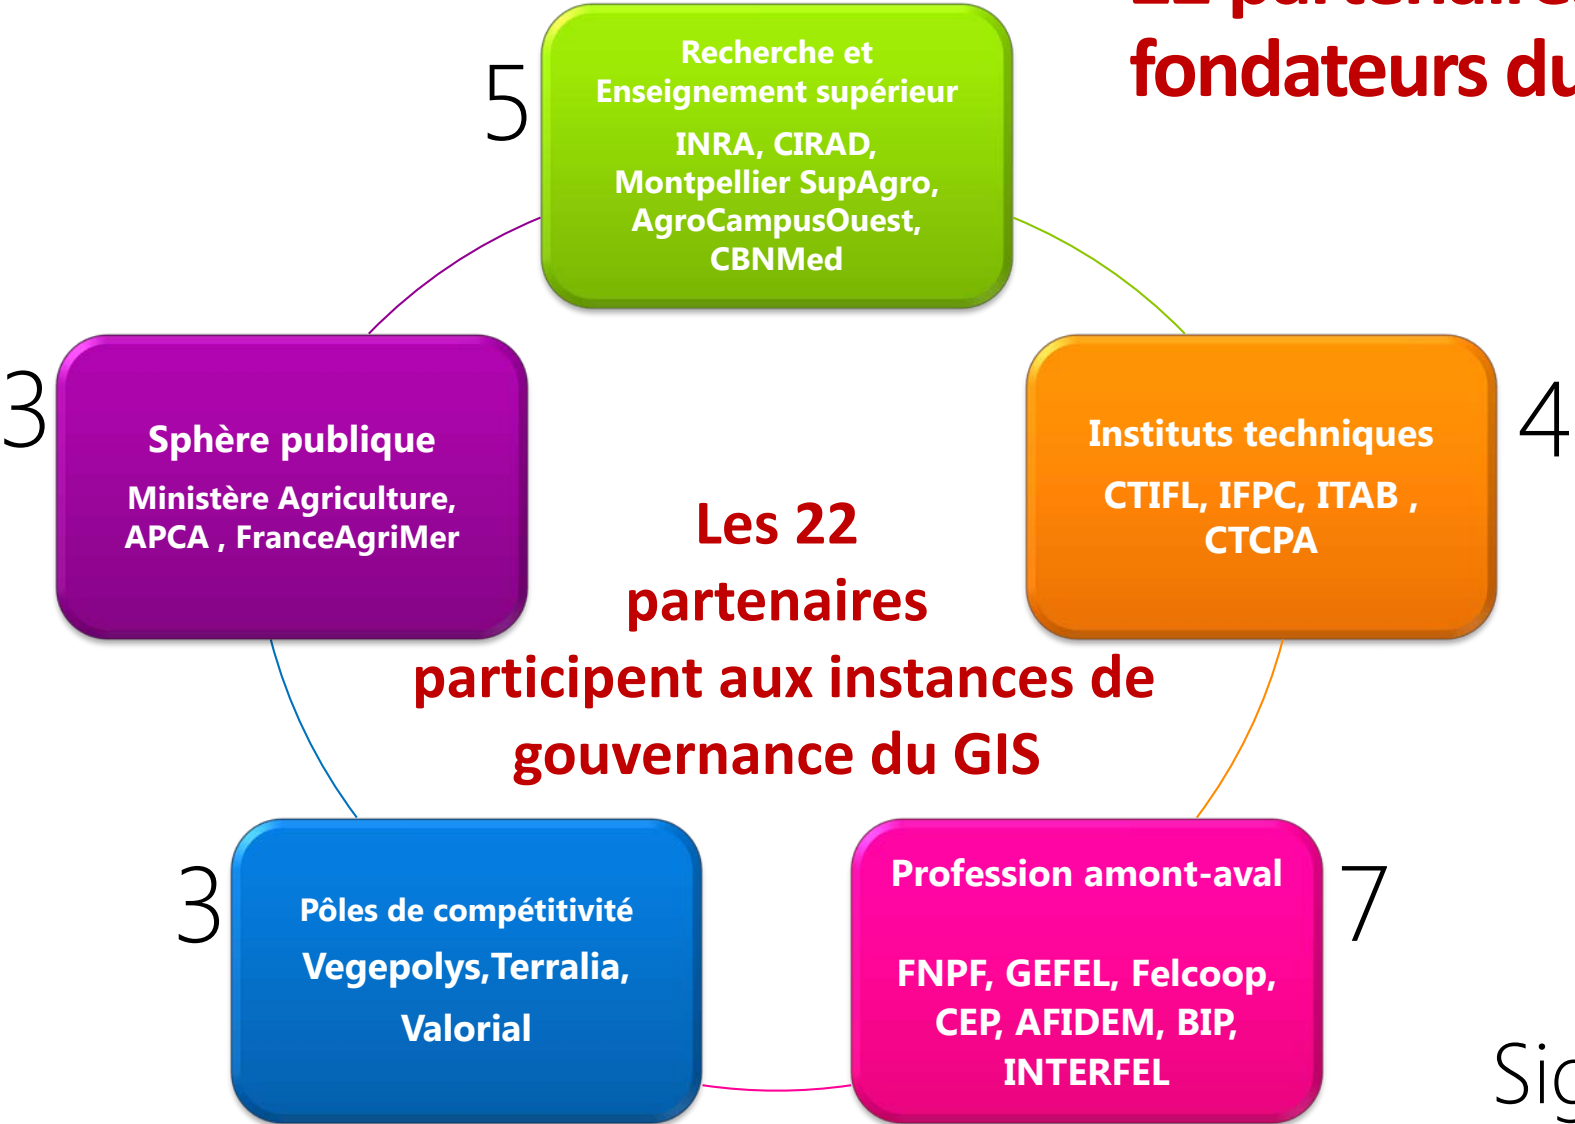 fondateurs du
5
Recherche et
Enseignement supérieur
INRA, CIRAD,
Montpellier SupAgro,
AgroCampusOuest,
CBNMed
3
Sphère publique
Ministère Agriculture,
APCA , FranceAgriMer
Instituts techniques
CTIFL, IFPC, ITAB ,
CTCPA
4
Les 22
partenaires
participent aux instances de
gouvernance du GIS
3
Pôles de compétitivité
Vegepolys,Terralia,
Valorial
Profession amont-aval
FNPF, GEFEL, Felcoop,
CEP, AFIDEM, BIP,
INTERFEL
7